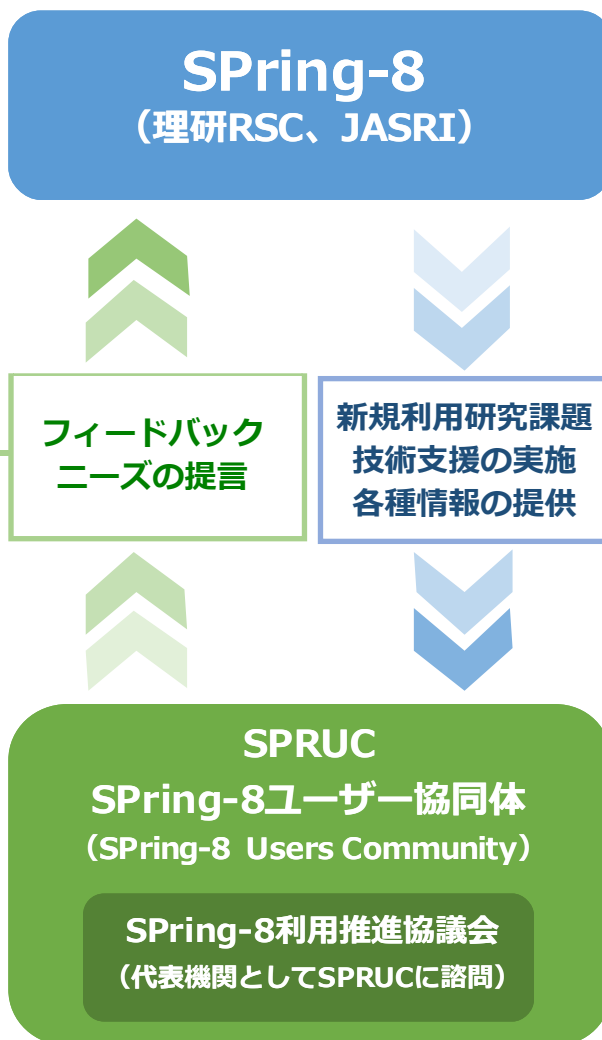 SPring-8
（理研RSC、JASRI）
フィードバック
ニーズの提言
新規利用研究課題
技術支援の実施
各種情報の提供
SPRUC
SPring-8ユーザー協同体
（SPring-8 Users Community）
SPring-8利用推進協議会
（代表機関としてSPRUCに諮問）